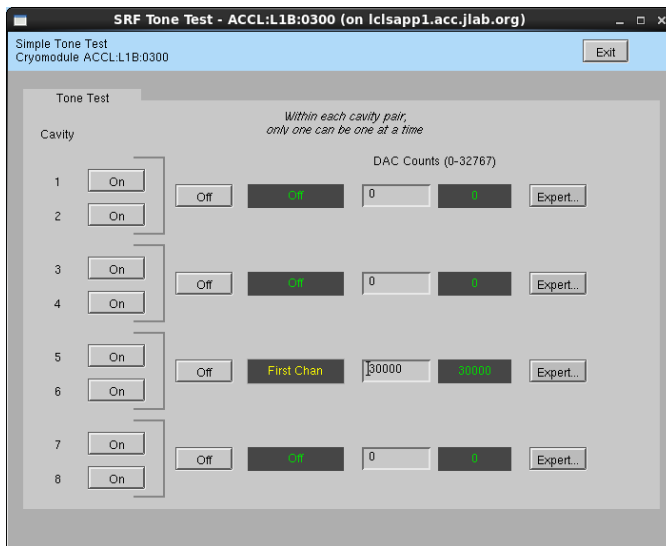 SRF Tone Test - ACCL:L1B:0300 (on lclsapp1.acc.jlab.org)
Simple Tone Test
Cryomodule ACCL:L1B:0300
Exit
Tone Test
Within each cavity pair,
only one can be one at a time
Cavity
DAC Counts (0-32767)
1 On
Off Off 0 0 Expert...
2 On
3 On
Off Off 0 0 Expert...
4 On
5 On
Off First Chan 30000 30000 Expert...
6 On
7 On
Off Off 0 0 Expert...
8 On